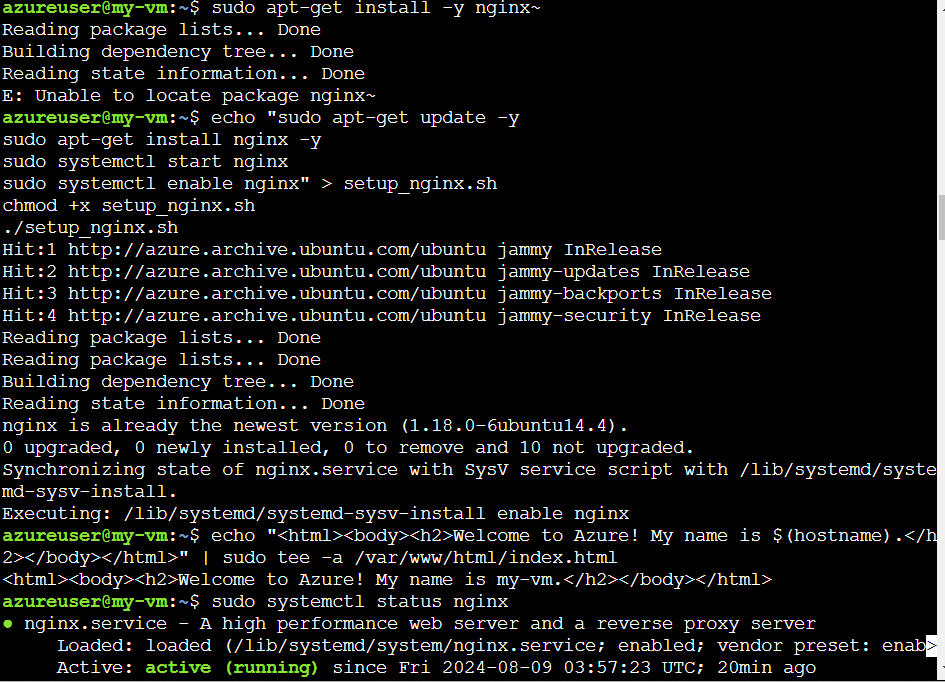 azureuser@my-vm:~$ sudo apt-get install -y nginx~
Reading package lists... Done
Building dependency tree... Done
Reading state information... Done
E: Unable to locate package nginx~
azureuser@my-vm:~$ echo "sudo apt-get update -y
sudo apt-get install nginx -y
sudo systemctl start nginx
sudo systemctl enable nginx" > setup_nginx.sh
chmod +x setup_nginx.sh
./setup_nginx.sh
Hit:1 http://azure.archive.ubuntu.com/ubuntu jammy InRelease
Hit:2 http://azure.archive.ubuntu.com/ubuntu jammy-updates InRelease
Hit:3 http://azure.archive.ubuntu.com/ubuntu jammy-backports InRelease
Hit:4 http://azure.archive.ubuntu.com/ubuntu jammy-security InRelease
Reading package lists... Done
Reading package lists... Done
Building dependency tree... Done
Reading state information... Done
nginx is already the newest version (1.18.0-6ubuntu14.4).
0 upgraded, 0 newly installed, 0 to remove and 10 not upgraded.
Synchronizing state of nginx.service with SysV service script with /lib/systemd/syste
md-sysv-install.
Executing: /lib/systemd/systemd-sysv-install enable nginx
azureuser@my-vm:~$ echo "<html><body><h2>Welcome to Azure! My name is $(hostname).</h
2></body></html>" | sudo tee -a /var/www/html/index.html
<html><body><h2>Welcome to Azure! My name is my-vm.</h2></body></html>
azureuser@my-vm:~$ sudo systemctl status nginx
● nginx.service - A high performance web server and a reverse proxy server
     Loaded: loaded (/lib/systemd/system/nginx.service; enabled; vendor preset: enab>
     Active: active (running) since Fri 2024-08-09 03:57:23 UTC; 20min ago